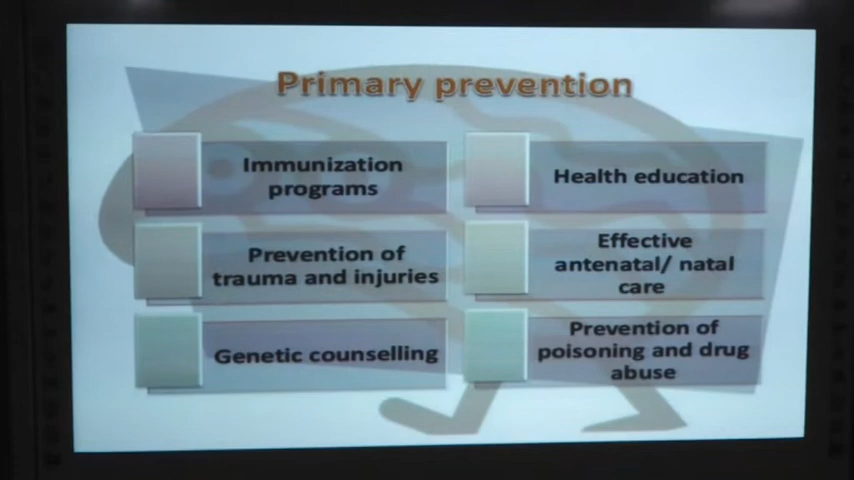 Primary prevention
Immunization
programs
Health education
Prevention of
trauma and injuries
Effective
antenatal/ natal
care
Genetic counselling
Prevention of
poisoning and drug
abuse